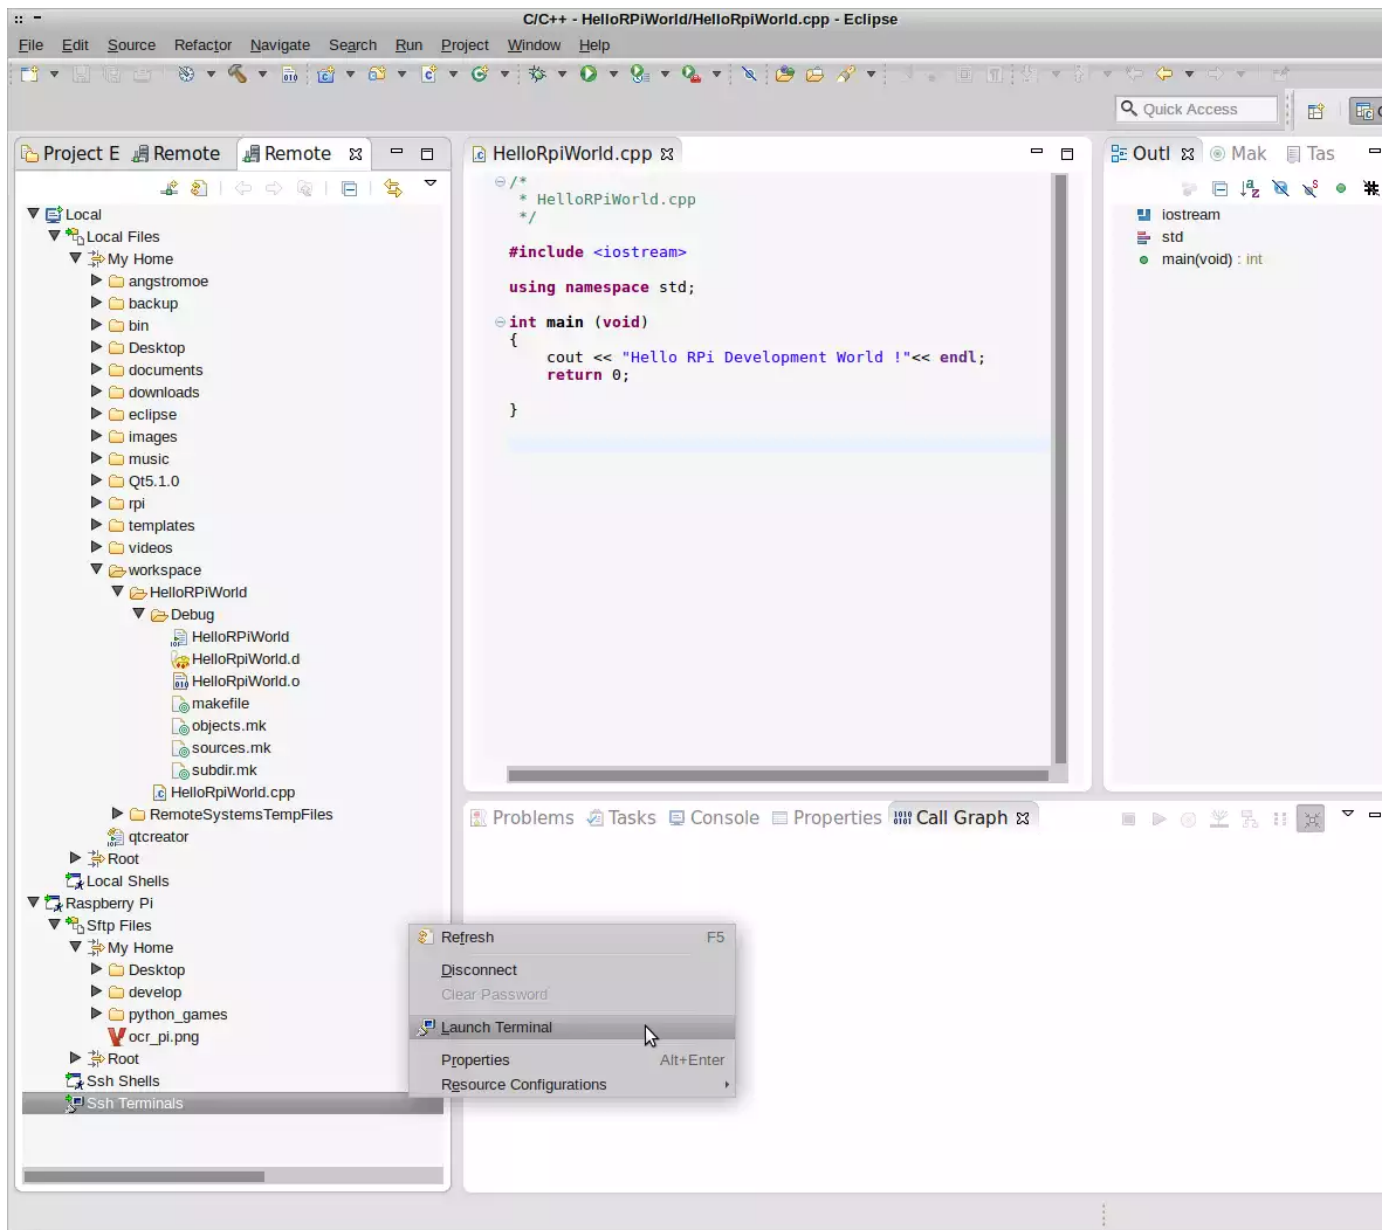 C/C++ - HelloRPiWorld/HelloRpiWorld.cpp - Eclipse
File Edit Source Refactor Navigate Search Run Project Window Help
Quick Access
Project E Remote Remote
HelloRpiWorld.cpp
Outl Mak Tas
Local
Local Files
My Home
angstromoe
backup
bin
Desktop
documents
downloads
eclipse
images
music
Qt5.1.0
rpi
templates
videos
workspace
HelloRPiWorld
Debug
HelloRPiWorld
HelloRpiWorld.d
HelloRpiWorld.o
makefile
objects.mk
sources.mk
subdir.mk
HelloRpiWorld.cpp
RemoteSystemsTempFiles
qtcreator
Root
Local Shells
Raspberry Pi
Sftp Files
My Home
Desktop
develop
python_games
ocr_pi.png
Root
Ssh Shells
Ssh Terminals
/*
* HelloRPiWorld.cpp
*/
#include <iostream>
using namespace std;
int main (void)
{
cout << "Hello RPi Development World !"<< endl;
return 0;
}
iostream
std
main(void) : int
Problems Tasks Console Properties Call Graph
Refresh F5
Disconnect
Clear Password
Launch Terminal
Properties Alt+Enter
Resource Configurations